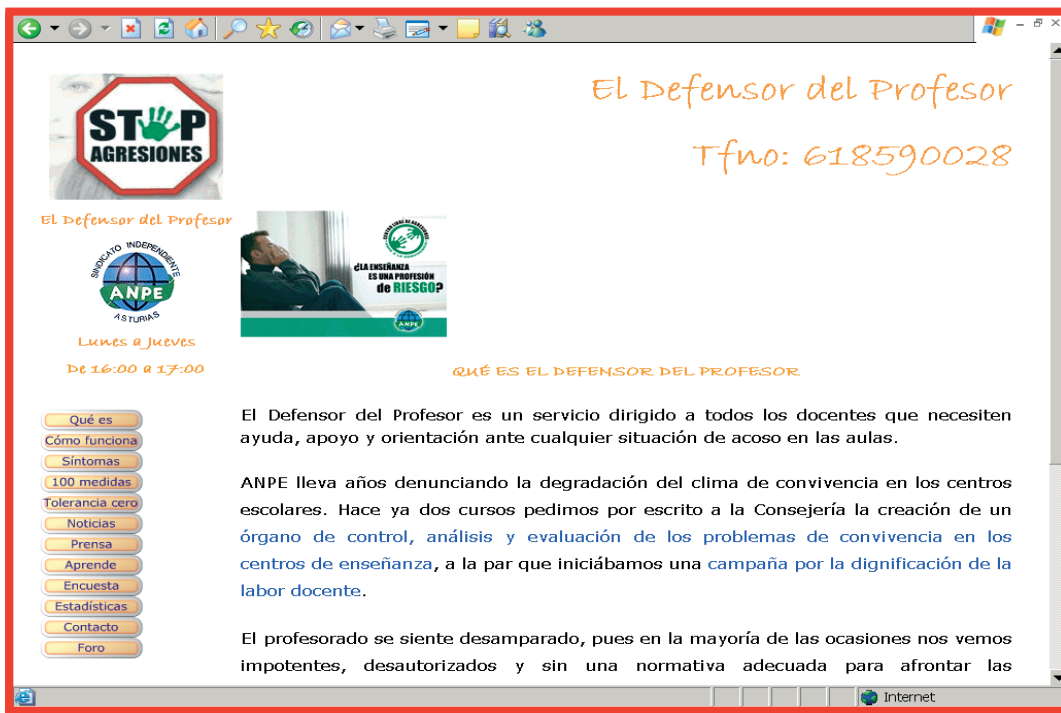 El Defensor del Profesor
Tfno: 618590028
STOP
AGRESIONES
El Defensor del Profesor
SINDICATO INDEPENDIENTE
ANPE
ASTURIAS
Lunes a Jueves
De 16:00 a 17:00
¿LA ENSEÑANZA
ES UNA PROFESIÓN
de RIESGO?
ANPE
QUÉ ES EL DEFENSOR DEL PROFESOR
Qué es
Cómo funciona
Síntomas
100 medidas
Tolerancia cero
Noticias
Prensa
Aprende
Encuesta
Estadísticas
Contacto
Foro
El Defensor del Profesor es un servicio dirigido a todos los docentes que necesiten
ayuda, apoyo y orientación ante cualquier situación de acoso en las aulas.
ANPE lleva años denunciando la degradación del clima de convivencia en los centros
escolares. Hace ya dos cursos pedimos por escrito a la Consejería la creación de un
órgano de control, análisis y evaluación de los problemas de convivencia en los
centros de enseñanza, a la par que iniciábamos una campaña por la dignificación de la
labor docente.
El profesorado se siente desamparado, pues en la mayoría de las ocasiones nos vemos
impotentes, desautorizados y sin una normativa adecuada para afrontar las
Internet